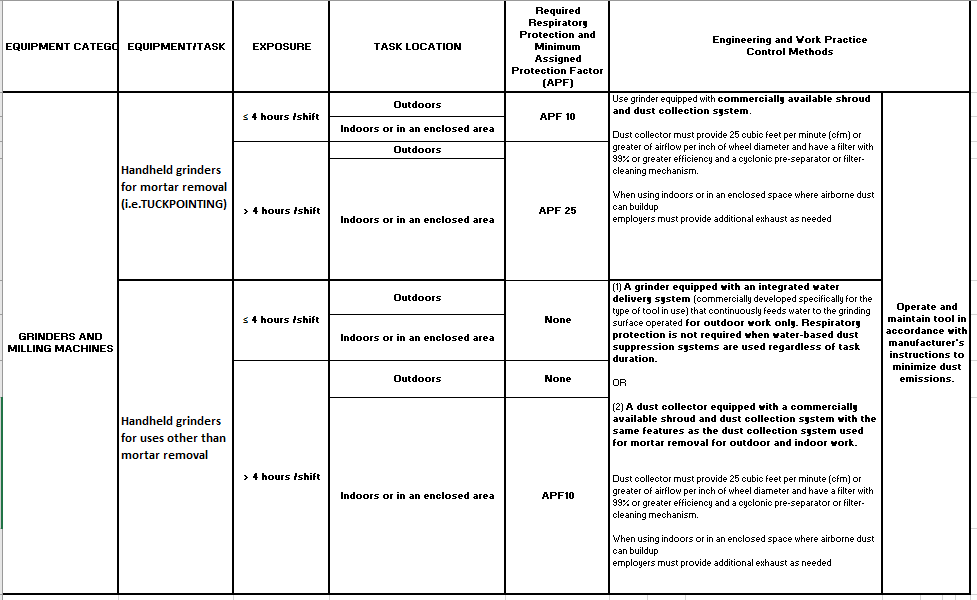 EQUIPMENT CATEGO
EQUIPMENT/TASK
EXPOSURE
TASK LOCATION
Required
Respiratory
Protection and
Minimum
Assigned
Protection Factor
(APF)
Engineering and Work Practice
Control Methods
GRINDERS AND
MILLING MACHINES
Handheld grinders
for mortar removal
(i.e.TUCKPOINTING)
≤ 4 hours /shift
Outdoors
Indoors or in an enclosed area
APF 10
> 4 hours /shift
Outdoors
Indoors or in an enclosed area
APF 25
Use grinder equipped with commercially available shroud
and dust collection system.
Dust collector must provide 25 cubic feet per minute (cfm) or
greater of airflow per inch of wheel diameter and have a filter with
99% or greater efficiency and a cyclonic pre-separator or filter-
cleaning mechanism.
When using indoors or in an enclosed space where airborne dust
can buildup
employers must provide additional exhaust as needed
Handheld grinders
for uses other than
mortar removal
≤ 4 hours /shift
Outdoors
Indoors or in an enclosed area
None
> 4 hours /shift
Outdoors
None
Indoors or in an enclosed area
APF10
(1) A grinder equipped with an integrated water
delivery system (commercially developed specifically for the
type of tool in use) that continuously feeds water to the grinding
surface operated for outdoor work only. Respiratory
protection is not required when water-based dust
suppression systems are used regardless of task
duration.
OR
(2) A dust collector equipped with a commercially
available shroud and dust collection system with the
same features as the dust collection system used
for mortar removal for outdoor and indoor work.
Dust collector must provide 25 cubic feet per minute (cfm) or
greater of airflow per inch of wheel diameter and have a filter with
99% or greater efficiency and a cyclonic pre-separator or filter-
cleaning mechanism.
When using indoors or in an enclosed space where airborne dust
can buildup
employers must provide additional exhaust as needed
Operate and
maintain tool in
accordance with
manufacturer's
instructions to
minimize dust
emissions.